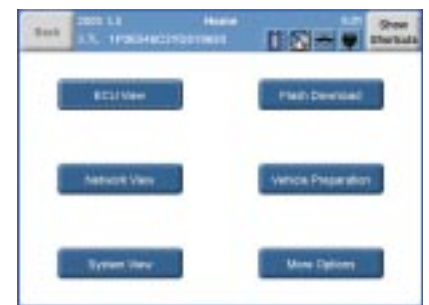 Back
Home
Show
Shortcuts
ECU View
Flash Download
Network View
Vehicle Preparation
System View
More Options